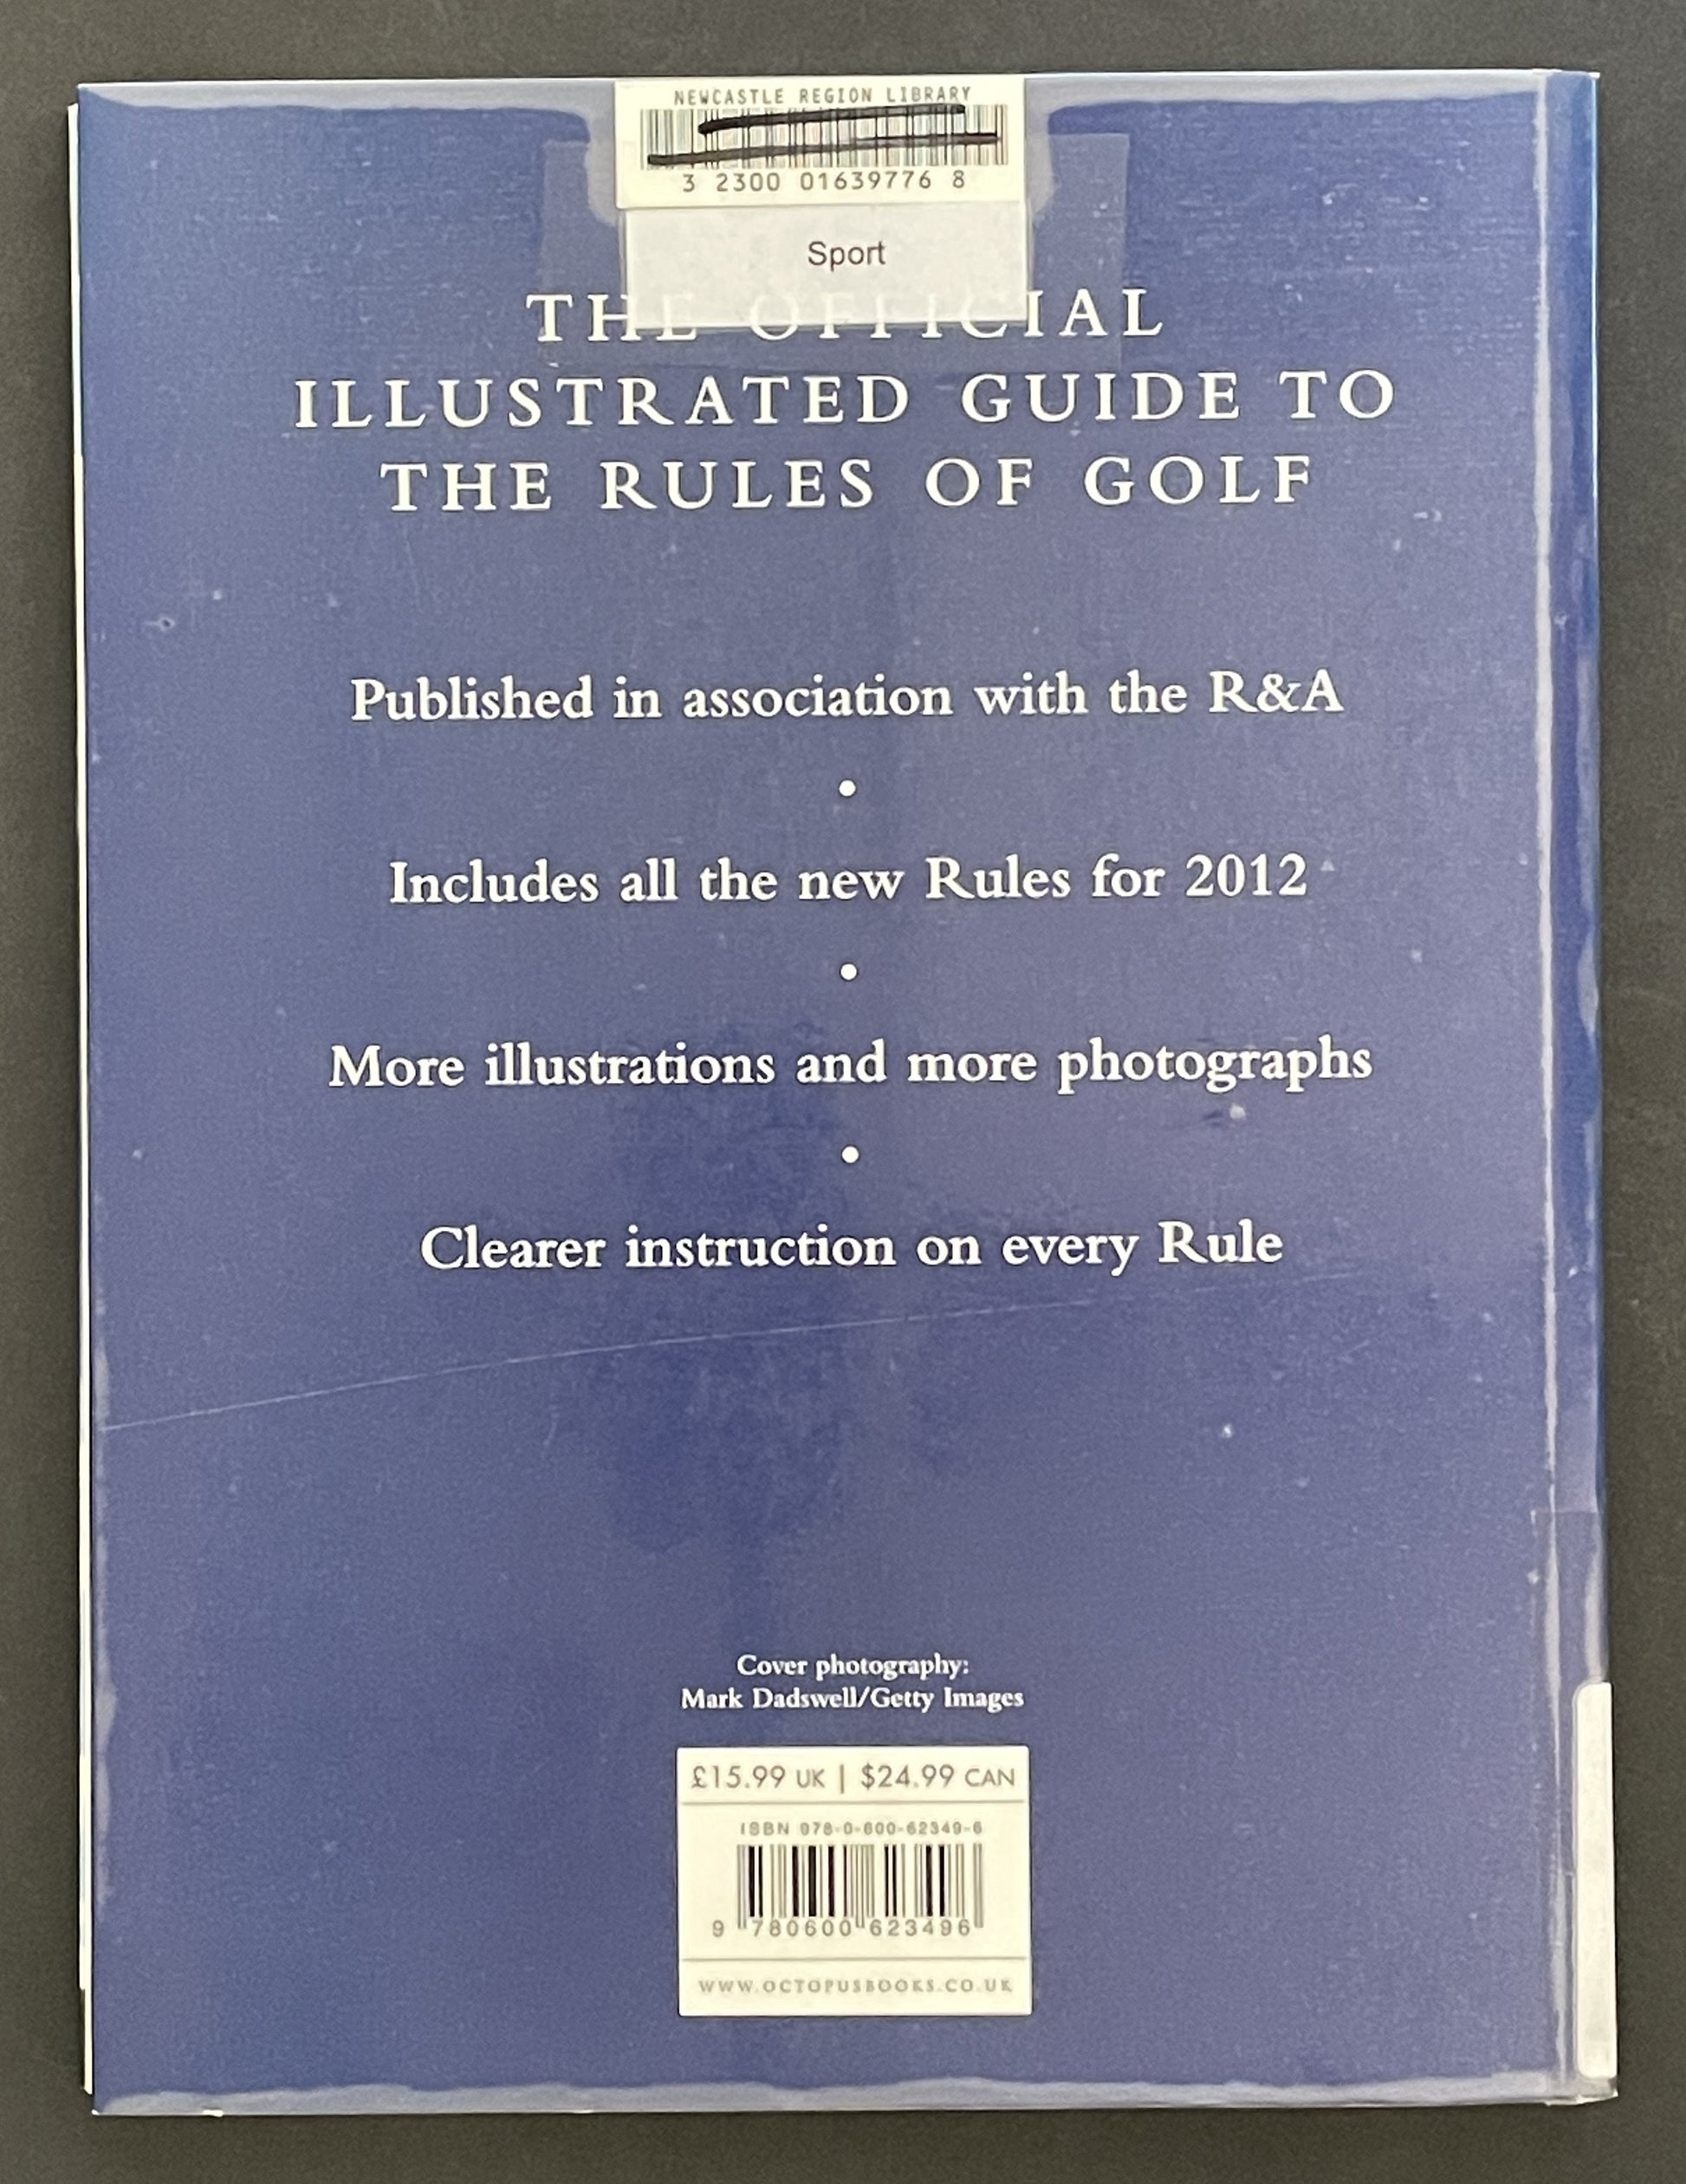 NEWCASTLE REGION LIBRARY
3 2300 01639776 8
Sport
THE OFFICIAL
ILLUSTRATED GUIDE TO
THE RULES OF GOLF
Published in association with the R&A
•
Includes all the new Rules for 2012
•
More illustrations and more photographs
•
Clearer instruction on every Rule
Cover photography:
Mark Dadswell/Getty Images
£15.99 UK | $24.99 CAN
ISBN 978-0-600-62349-6
9 780600 623496
WWW.OCTOPUSBOOKS.CO.UK